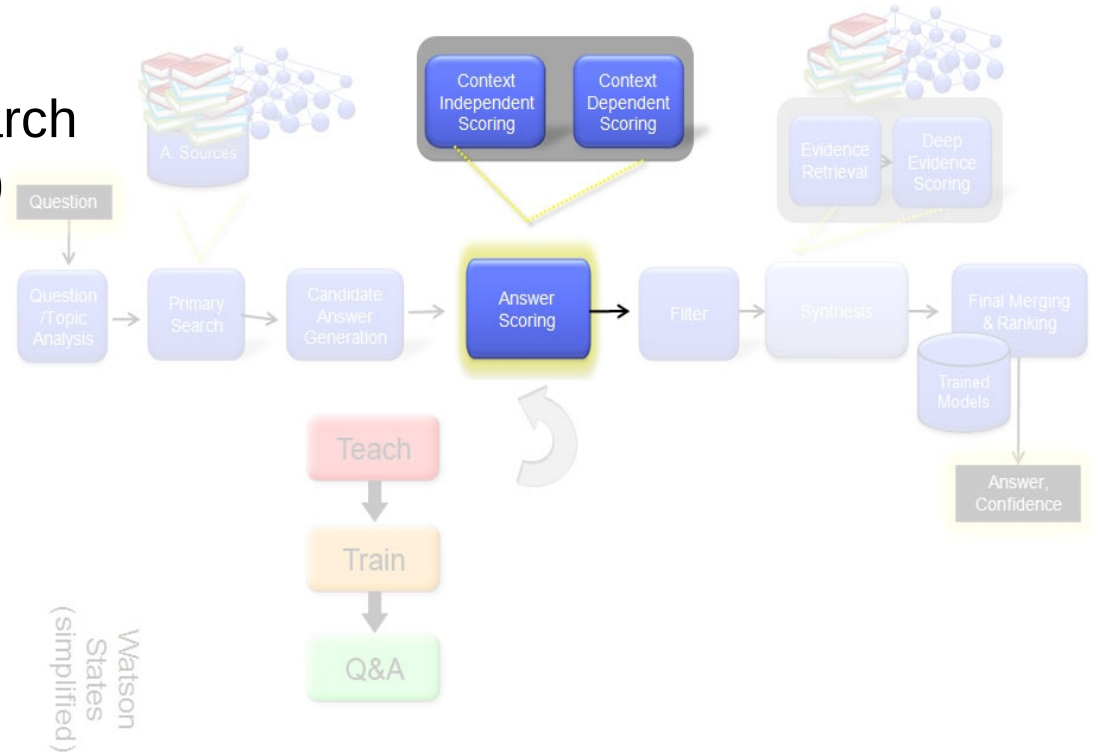 Context
Independent
Scoring
Context
Dependent
Scoring
A. Sources
Evidence
Retrieval
Deep
Evidence
Scoring
Question
Question
/Topic
Analysis
Primary
Search
Candidate
Answer
Generation
Answer
Scoring
Filter
Synthesis
Final Merging
& Ranking
Trained
Models
Answer,
Confidence
Teach
Train
Q&A
Watson
States
(simplified)